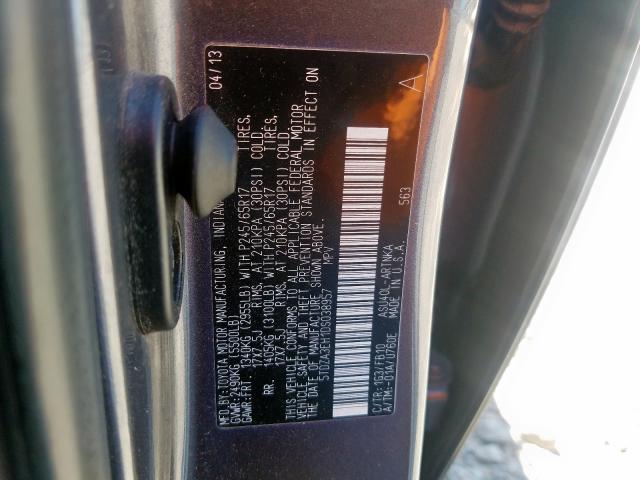 MFD. BY: TOYOTA MOTOR MANUFACTURING, INDIANA 04/13
GVWR: 2490KG (5500LB)
GAWR: FRT. 1340KG (2955LB) WITH P245/65R17 TIRES,
17X7.5J RIMS, AT 210KPA (30PSI) COLD.
RR. 1405KG (3100LB) WITH P245/65R17 TIRES,
17X7.5J RIMS, AT 210KPA (30PSI) COLD.
THIS VEHICLE CONFORMS TO ALL APPLICABLE FEDERAL MOTOR
VEHICLE SAFETY AND THEFT PREVENTION STANDARDS IN EFFECT ON
THE DATE OF MANUFACTURE SHOWN ABOVE.
5TDZA3EH1DS038957 MPV
A
563
C/TR:1G3/FB10 ASU40L-ARTNKA
A/TM:-01A/U760E MADE IN U.S.A.